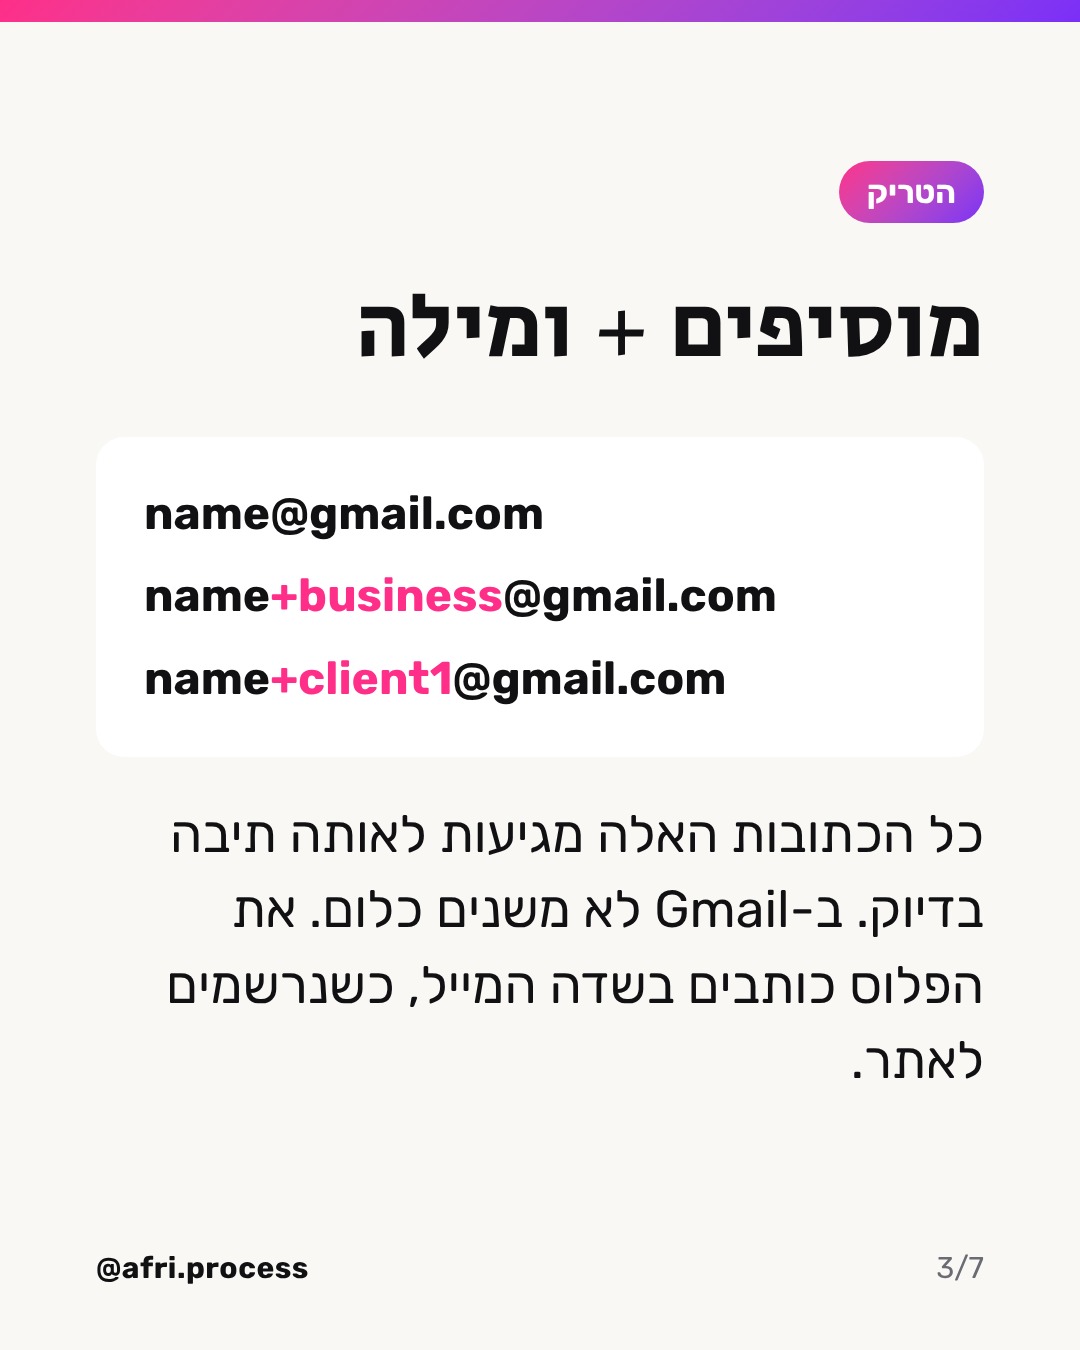 הטריק
מוסיפים + ומילה
name@gmail.com
name+business@gmail.com
name+client1@gmail.com
כל הכתובות האלה מגיעות לאותה תיבה
בדיוק. ב-Gmail לא משנים כלום. את
הפלוס כותבים בשדה המייל, כשנרשמים
לאתר.
@afri.process
3/7